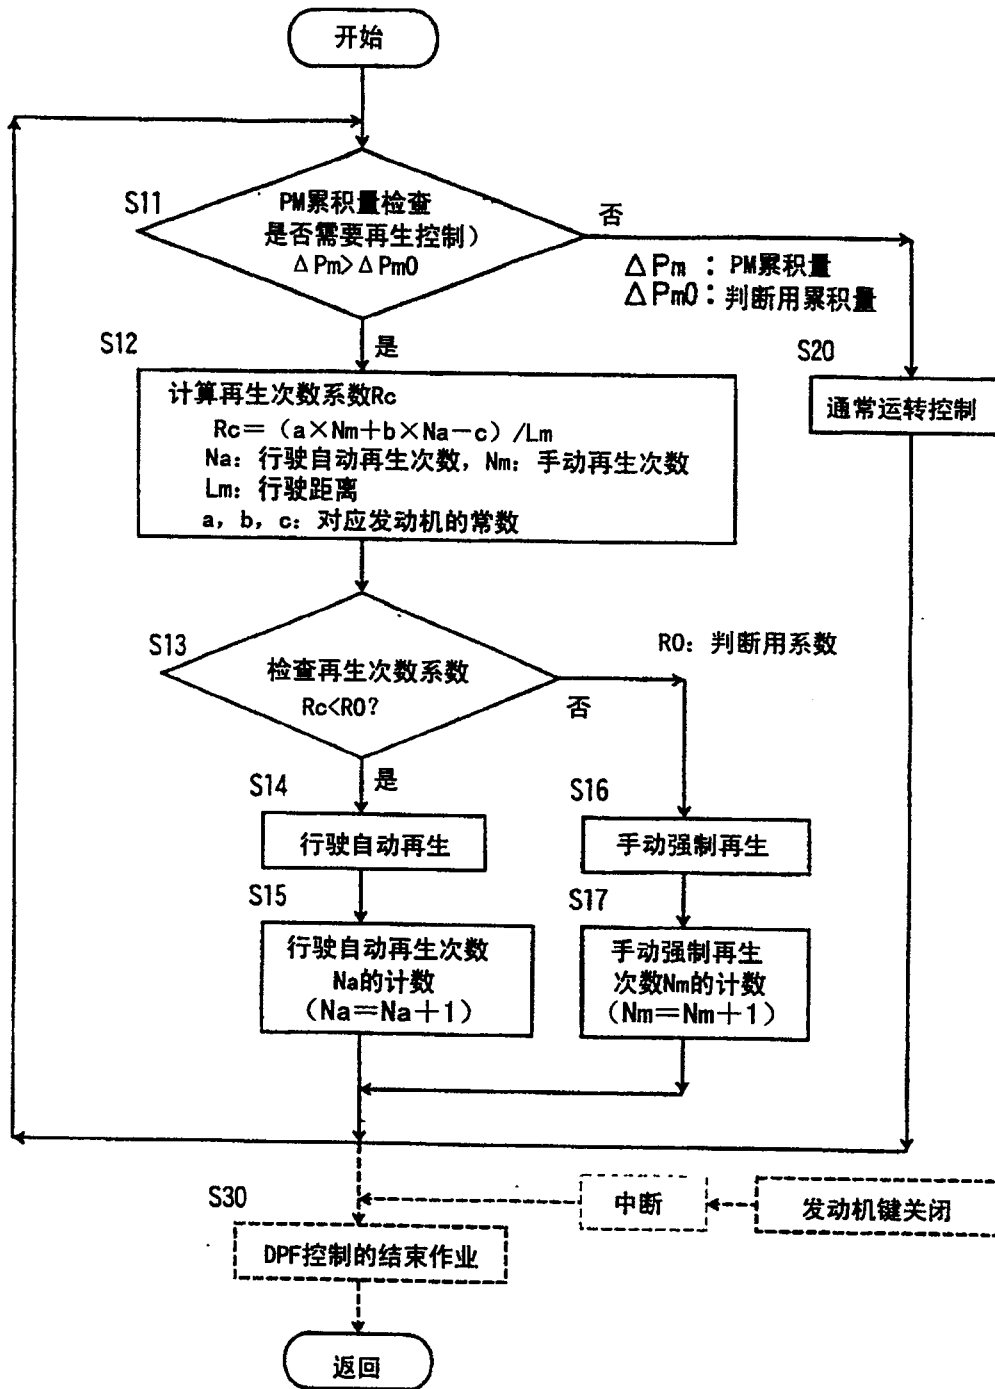 开始
S11
PM累积量检查
是否需要再生控制)
ΔPm>ΔPm0
否
ΔPm：PM累积量
ΔPm0：判断用累积量
S12
是
S20
计算再生次数系数Rc
Rc＝（a×Nm＋b×Na－c）/Lm
Na：行驶自动再生次数，Nm：手动再生次数
Lm：行驶距离
a，b，c：对应发动机的常数
通常运转控制
S13
R0：判断用系数
检查再生次数系数
Rc<R0?
否
S14
是
S16
行驶自动再生
手动强制再生
S15
S17
行驶自动再生次数
Na的计数
（Na＝Na＋1）
手动强制再生
次数Nm的计数
（Nm＝Nm＋1）
S30
中断
发动机键关闭
DPF控制的结束作业
返回